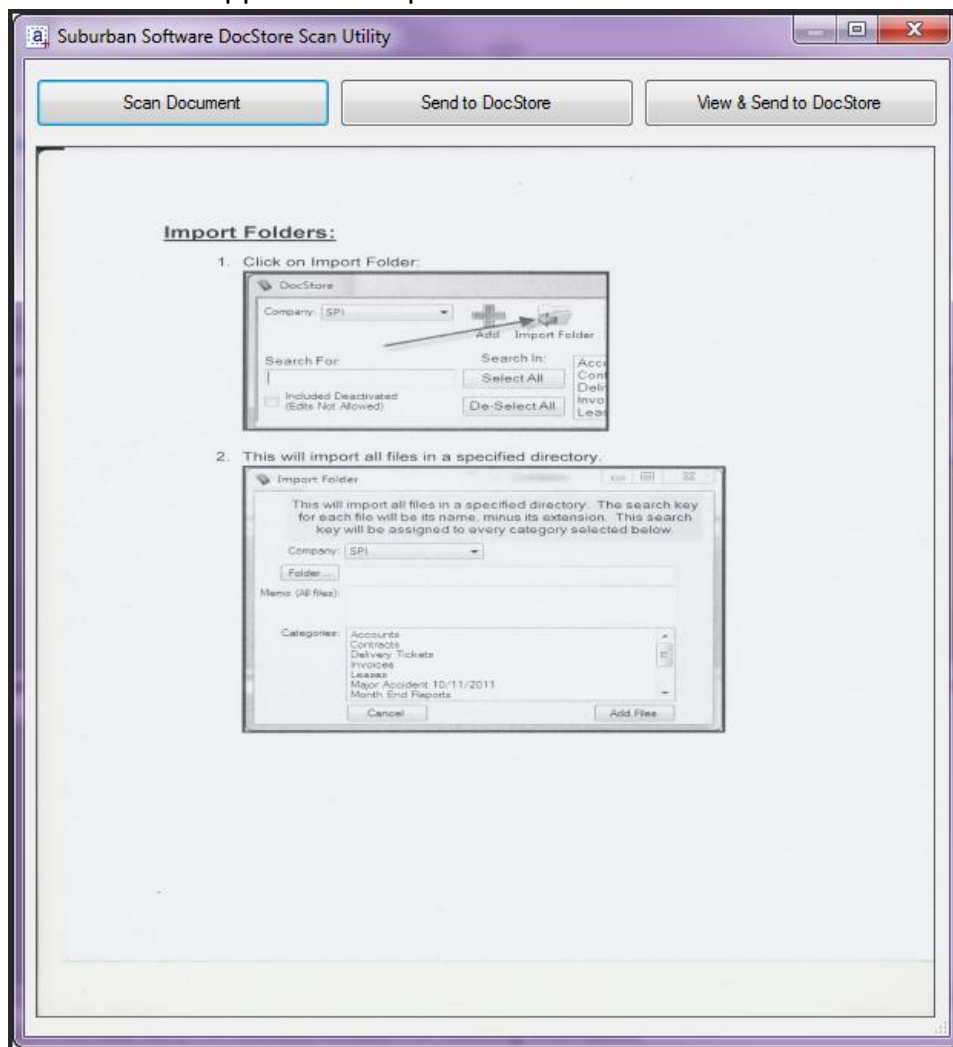 Suburban Software DocStore Scan Utility
Scan Document
Send to DocStore
View & Send to DocStore
Import Folders:
1. Click on Import Folder:
DocStore
Company: SPI
Add Import Folder
Search For:
Search In:
Select All
De-Select All
Included Deactivated
(Edits Not Allowed)
Acc
Cont
Deli
Invo
Leas
2. This will import all files in a specified directory.
Import Folder
This will import all files in a specified directory. The search key
for each file will be its name, minus its extension. This search
key will be assigned to every category selected below.
Company: SPI
Folder...
Memo (All files):
Categories:
Accounts
Contracts
Delivery Tickets
Invoices
Leases
Major Accident 10/11/2011
Month End Reports
Cancel
Add Files